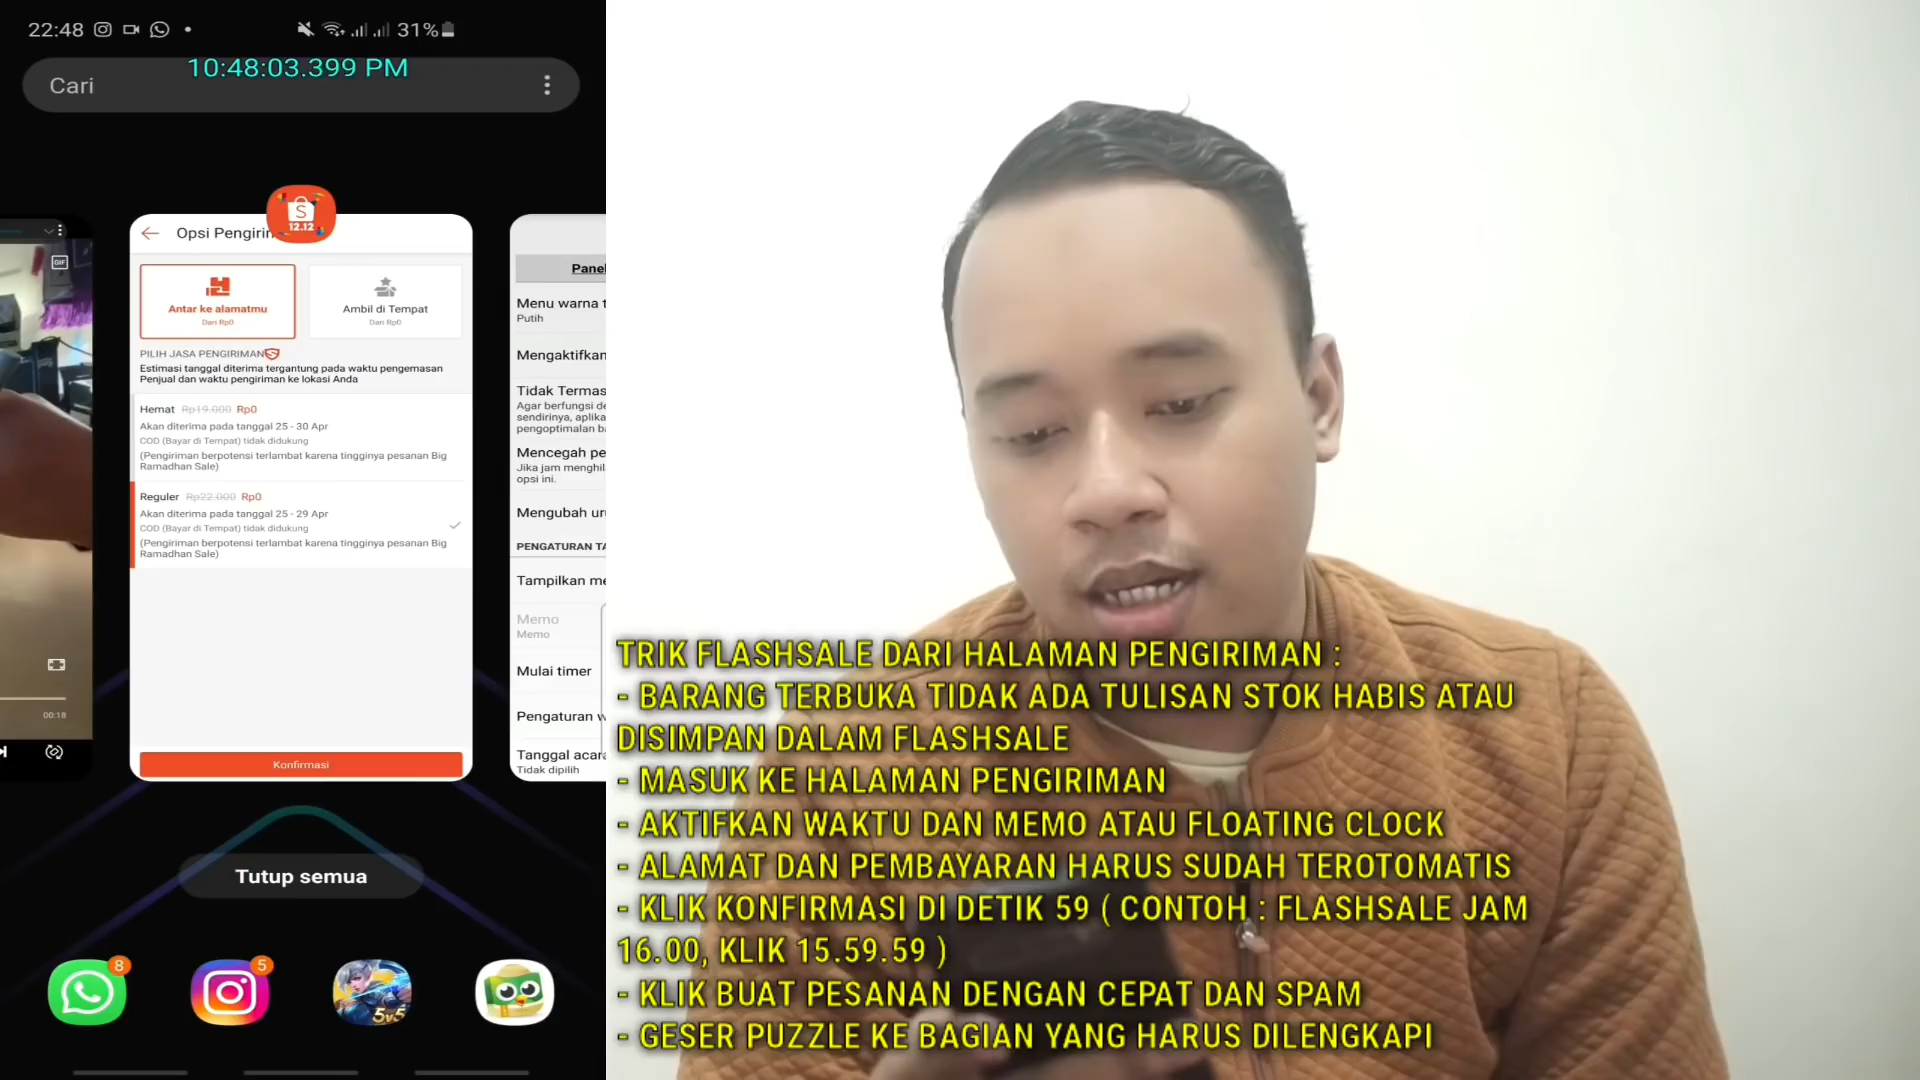 22:48
31%
10:48:03.399 PM
Cari
12.12
Opsi Pengirim
GIF
Antar ke alamatmu
Dari Rp0
Ambil di Tempat
Dari Rp0
PILIH JASA PENGIRIMAN
Estimasi tanggal diterima tergantung pada waktu pengemasan
Penjual dan waktu pengiriman ke lokasi Anda
Hemat Rp19.000 Rp0
Akan diterima pada tanggal 25 - 30 Apr
COD (Bayar di Tempat) tidak didukung
(Pengiriman berpotensi terlambat karena tingginya pesanan Big
Ramadhan Sale)
Reguler Rp22.000 Rp0
Akan diterima pada tanggal 25 - 29 Apr
COD (Bayar di Tempat) tidak didukung
(Pengiriman berpotensi terlambat karena tingginya pesanan Big
Ramadhan Sale)
Konfirmasi
00:18
Panel
Menu warna t
Putih
Mengaktifkan
Tidak Termas
Agar berfungsi de
sendirinya, aplika
pengoptimalan ba
Mencegah pe
Jika jam menghil
opsi ini.
Mengubah uru
PENGATURAN TA
Tampilkan me
Memo
Memo
Mulai timer
Pengaturan w
Tanggal acara
Tidak dipilih
Tutup semua
8
5
5v5
TRIK FLASHSALE DARI HALAMAN PENGIRIMAN :
- BARANG TERBUKA TIDAK ADA TULISAN STOK HABIS ATAU
DISIMPAN DALAM FLASHSALE
- MASUK KE HALAMAN PENGIRIMAN
- AKTIFKAN WAKTU DAN MEMO ATAU FLOATING CLOCK
- ALAMAT DAN PEMBAYARAN HARUS SUDAH TEROTOMATIS
- KLIK KONFIRMASI DI DETIK 59 ( CONTOH : FLASHSALE JAM
16.00, KLIK 15.59.59 )
- KLIK BUAT PESANAN DENGAN CEPAT DAN SPAM
- GESER PUZZLE KE BAGIAN YANG HARUS DILENGKAPI